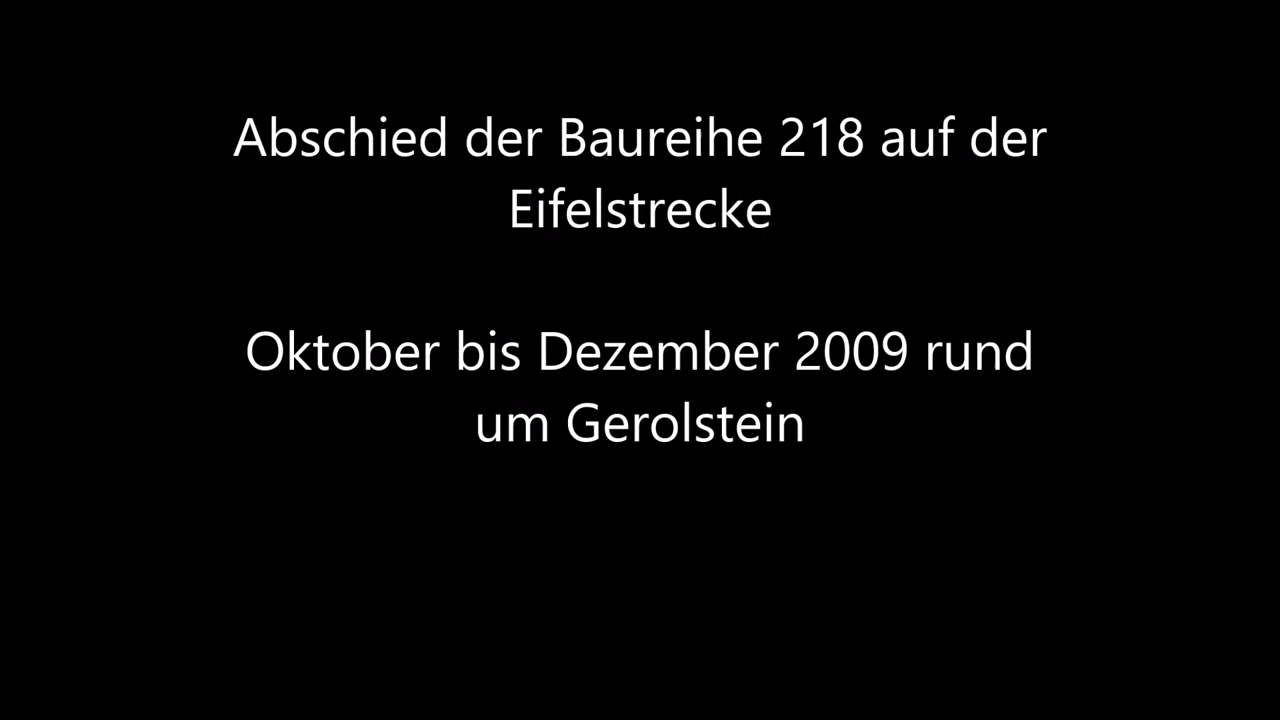 Abschied der Baureihe 218 auf der
Eifelstrecke
Oktober bis Dezember 2009 rund
um Gerolstein